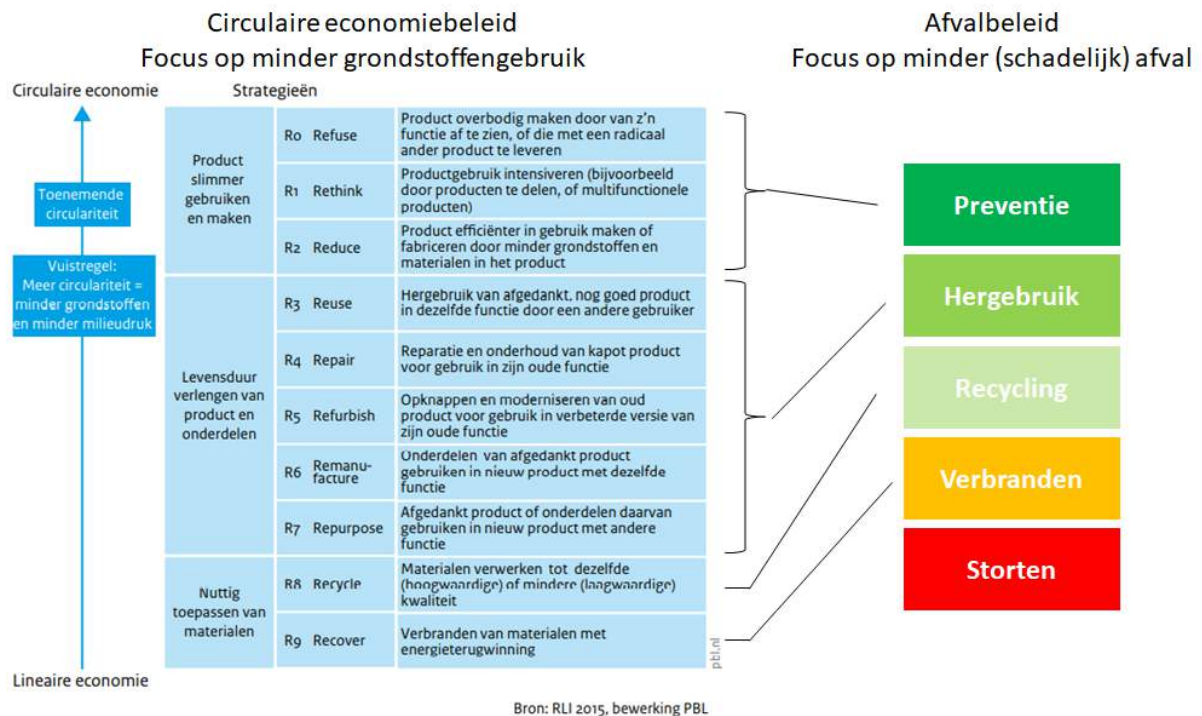 Circulaire economiebeleid
Focus op minder grondstoffengebruik
Afvalbeleid
Focus op minder (schadelijk) afval
Circulaire economie
Strategieën
Toenemende
circulariteit
Vuistregel:
Meer circulariteit =
minder grondstoffen
en minder milieudruk
Lineaire economie
Product
slimmer
gebruiken
en maken
R0 Refuse
Product overbodig maken door van z'n
functie af te zien, of die met een radicaal
ander product te leveren
R1 Rethink
Productgebruik intensiveren (bijvoorbeeld
door producten te delen, of multifunctionele
producten)
R2 Reduce
Product efficiënter in gebruik maken of
fabriceren door minder grondstoffen en
materialen in het product
Levensduur
verlengen van
product en
onderdelen
R3 Reuse
Hergebruik van afgedankt, nog goed product
in dezelfde functie door een andere gebruiker
R4 Repair
Reparatie en onderhoud van kapot product
voor gebruik in zijn oude functie
R5 Refurbish
Opknappen en moderniseren van oud
product voor gebruik in verbeterde versie van
zijn oude functie
R6 Remanu-
facture
Onderdelen van afgedankt product
gebruiken in nieuw product met dezelfde
functie
R7 Repurpose
Afgedankt product of onderdelen daarvan
gebruiken in nieuw product met andere
functie
Nuttig
toepassen van
materialen
R8 Recycle
Materialen verwerken tot dezelfde
(hoogwaardige) of mindere (laagwaardige)
kwaliteit
R9 Recover
Verbranden van materialen met
energieterugwinning
pbl.nl
Preventie
Hergebruik
Recycling
Verbranden
Storten
Bron: RLI 2015, bewerking PBL